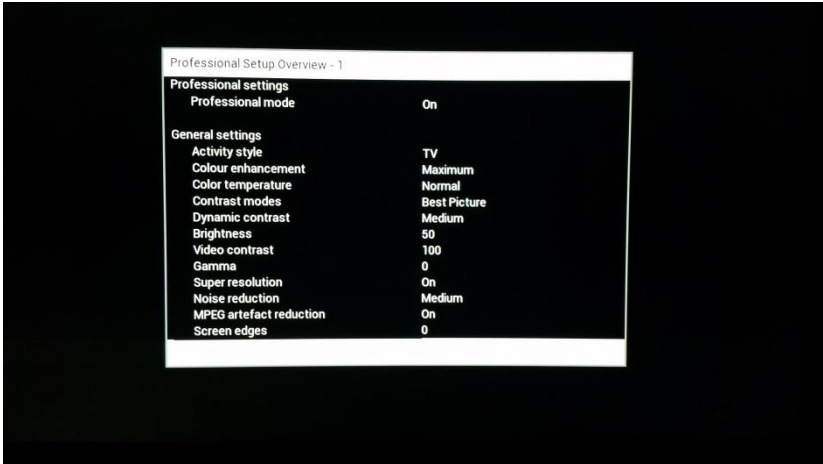 Professional Setup Overview - 1
Professional settings
Professional mode On
General settings
Activity style TV
Colour enhancement Maximum
Color temperature Normal
Contrast modes Best Picture
Dynamic contrast Medium
Brightness 50
Video contrast 100
Gamma 0
Super resolution On
Noise reduction Medium
MPEG artefact reduction On
Screen edges 0